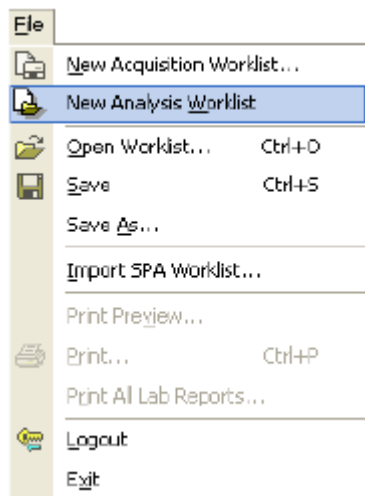 File
New Acquisition Worklist...
New Analysis Worklist
Open Worklist... Ctrl+O
Save Ctrl+S
Save As...
Import SPA Worklist...
Print Preview...
Print... Ctrl+P
Print All Lab Reports...
Logout
Exit